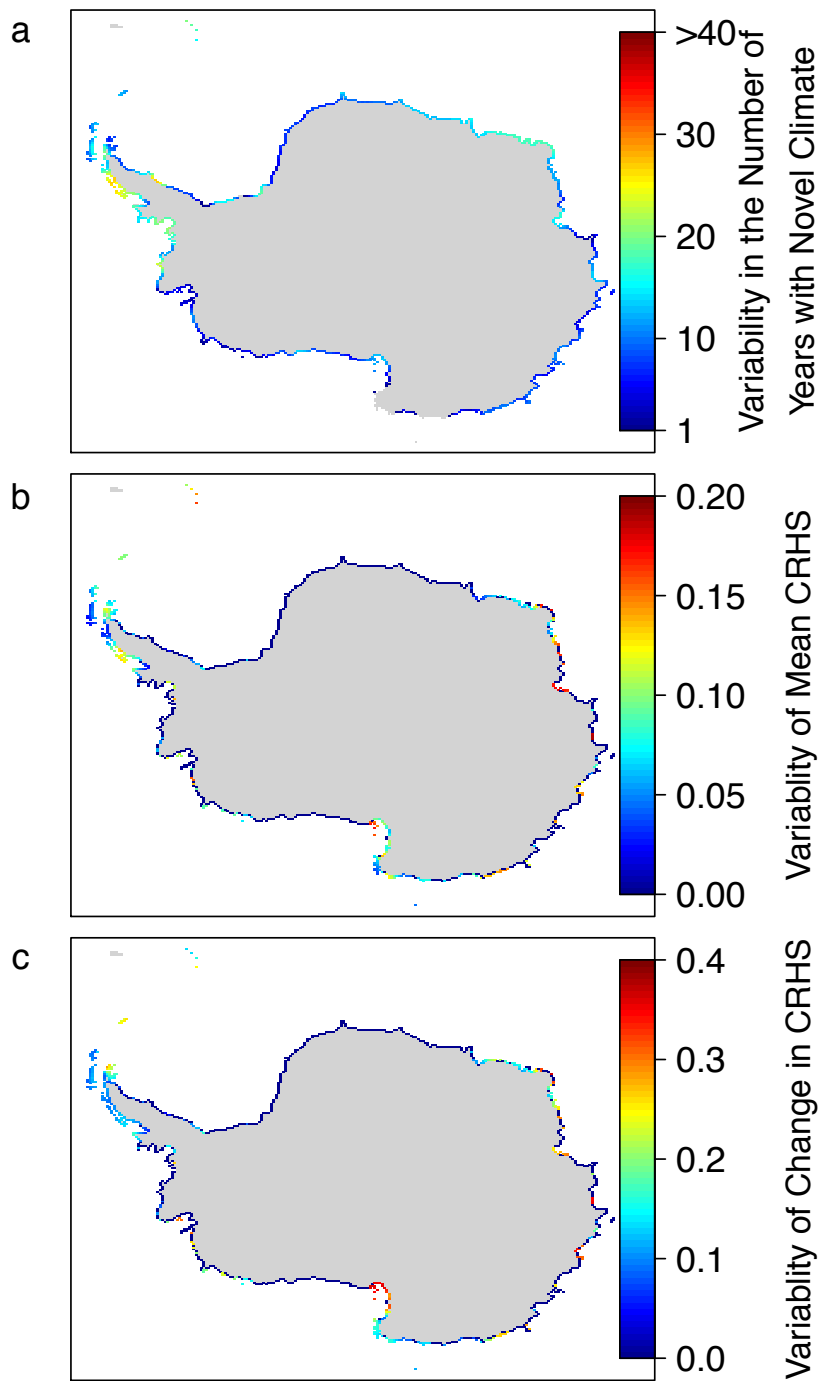 a
>40
30
20
10
1
Variability in the Number of
Years with Novel Climate
b
0.20
0.15
0.10
0.05
0.00
Variablity of Mean CRHS
c
0.4
0.3
0.2
0.1
0.0
Variablity of Change in CRHS